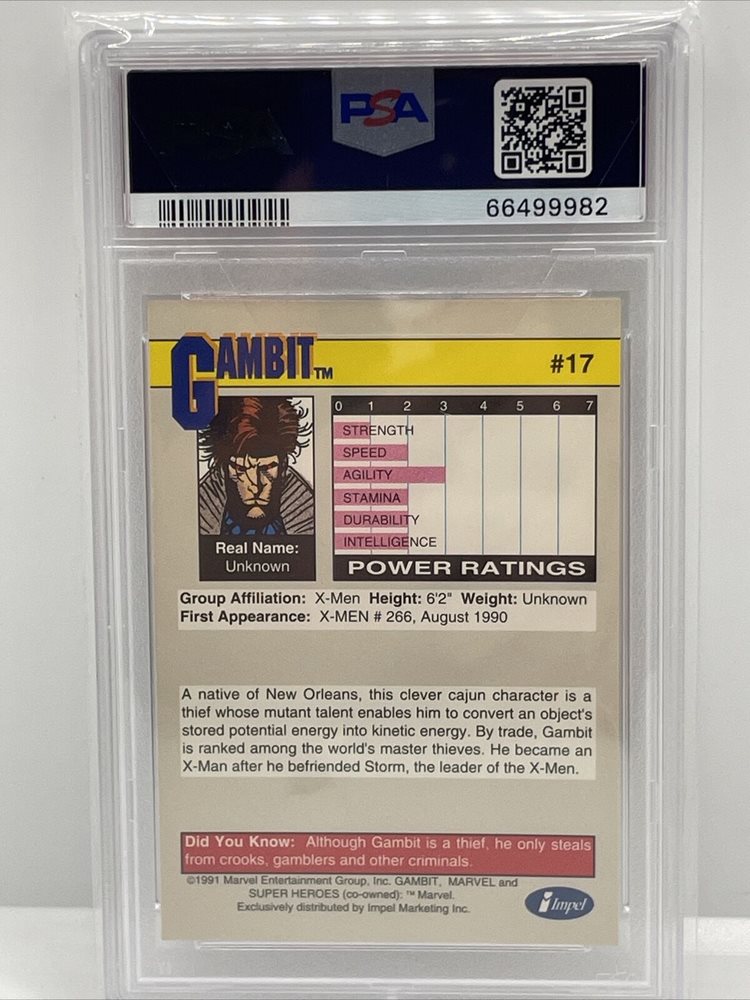 PSA
66499982
GAMBIT™
#17
0 1 2 3 4 5 6 7
STRENGTH
SPEED
AGILITY
STAMINA
DURABILITY
INTELLIGENCE
POWER RATINGS
Real Name:
Unknown
Group Affiliation: X-Men Height: 6'2" Weight: Unknown
First Appearance: X-MEN # 266, August 1990
A native of New Orleans, this clever cajun character is a
thief whose mutant talent enables him to convert an object's
stored potential energy into kinetic energy. By trade, Gambit
is ranked among the world's master thieves. He became an
X-Man after he befriended Storm, the leader of the X-Men.
Did You Know: Although Gambit is a thief, he only steals
from crooks, gamblers and other criminals.
©1991 Marvel Entertainment Group, Inc. GAMBIT, MARVEL and
SUPER HEROES (co-owned): ™ Marvel.
Exclusively distributed by Impel Marketing Inc.
Impel